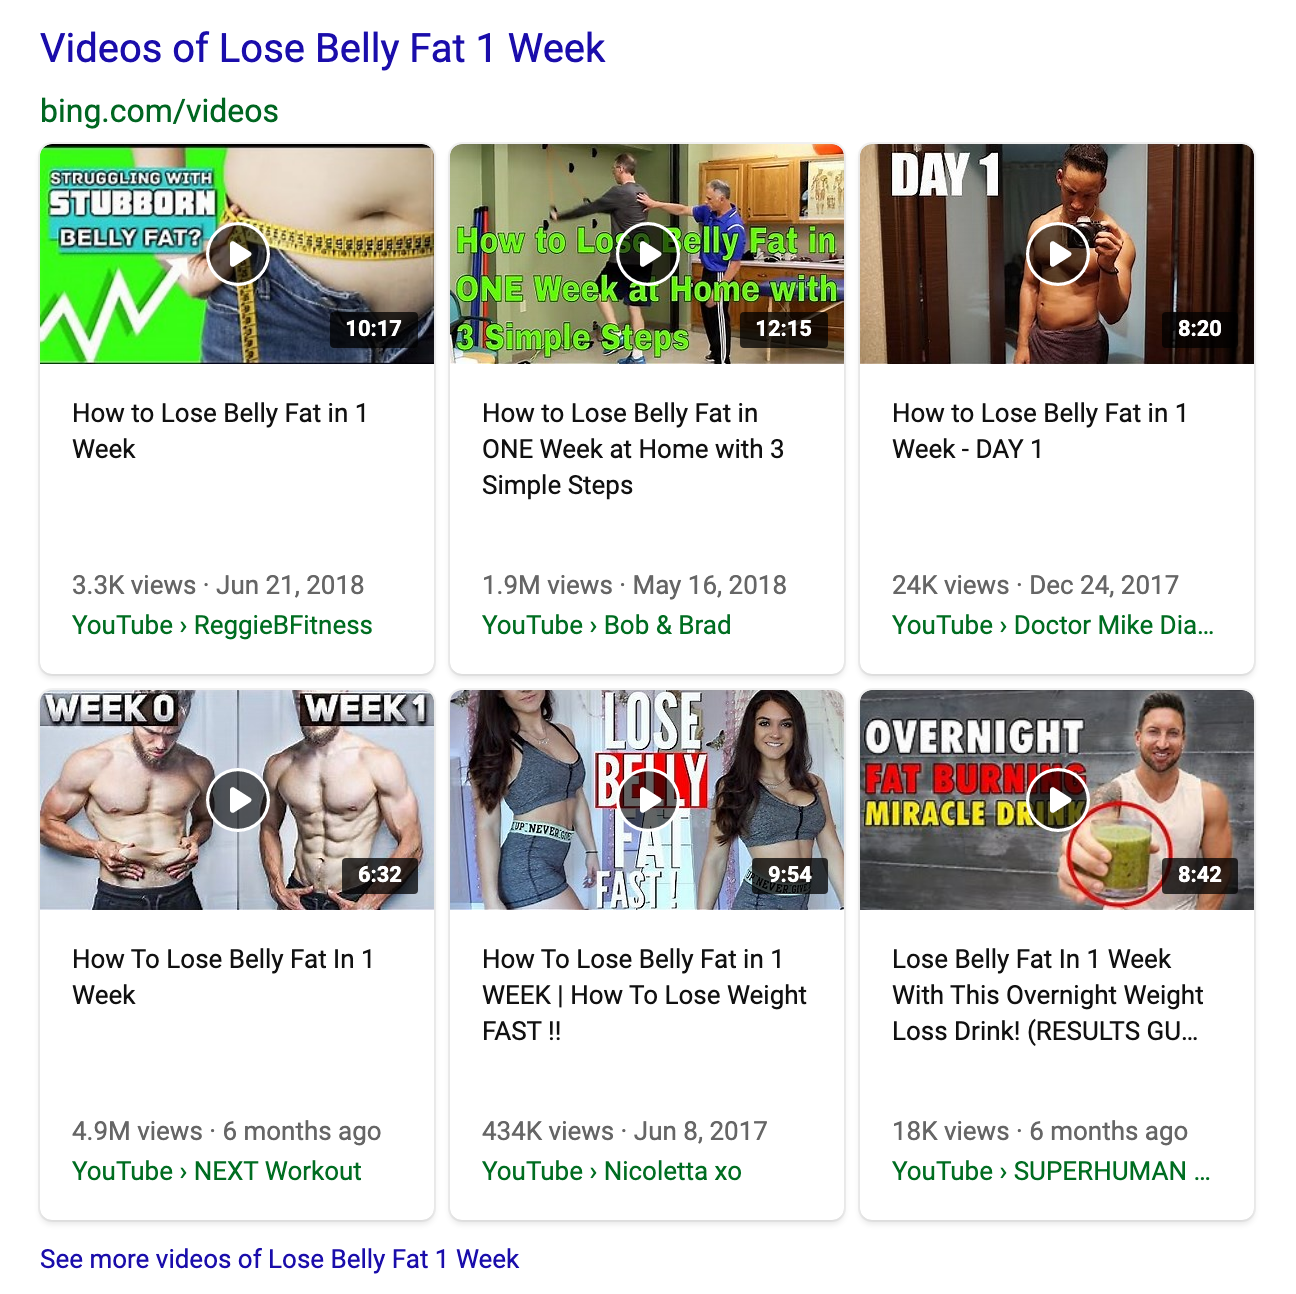 Videos of Lose Belly Fat 1 Week
bing.com/videos
STRUGGLING WITH
STUBBORN
BELLY FAT?
10:17
How to Lose Belly Fat in 1
Week
3.3K views · Jun 21, 2018
YouTube › ReggieBFitness
How to Lose Belly Fat in
ONE Week at Home with
3 Simple Steps
12:15
How to Lose Belly Fat in
ONE Week at Home with 3
Simple Steps
1.9M views · May 16, 2018
YouTube › Bob & Brad
DAY 1
8:20
How to Lose Belly Fat in 1
Week - DAY 1
24K views · Dec 24, 2017
YouTube › Doctor Mike Dia...
WEEK 0
WEEK 1
6:32
How To Lose Belly Fat In 1
Week
4.9M views · 6 months ago
YouTube › NEXT Workout
LOSE
BELLY
FAT
FAST!
UP NEVER GIVE
NEVER GIVE
9:54
How To Lose Belly Fat in 1
WEEK | How To Lose Weight
FAST !!
434K views · Jun 8, 2017
YouTube › Nicoletta xo
OVERNIGHT
FAT BURNING
MIRACLE DRINK
8:42
Lose Belly Fat In 1 Week
With This Overnight Weight
Loss Drink! (RESULTS GU...
18K views · 6 months ago
YouTube › SUPERHUMAN ...
See more videos of Lose Belly Fat 1 Week